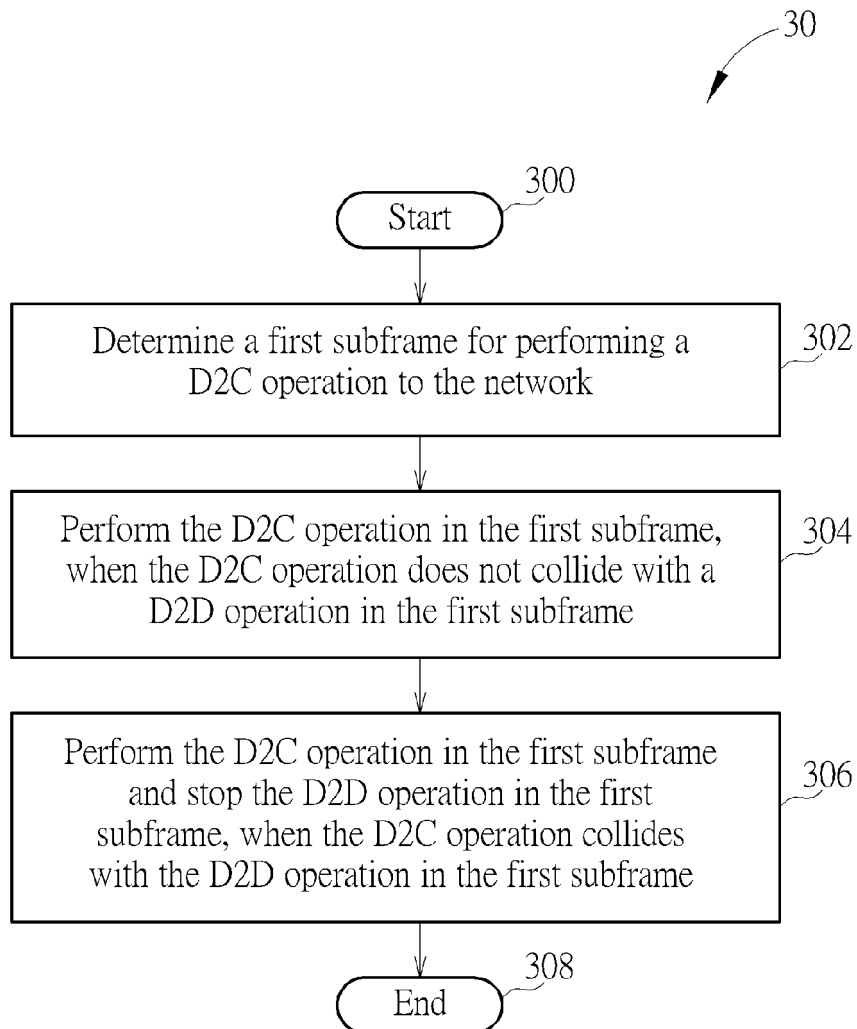 30
Start
300
Determine a first subframe for performing a
D2C operation to the network
302
Perform the D2C operation in the first subframe,
when the D2C operation does not collide with a
D2D operation in the first subframe
304
Perform the D2C operation in the first subframe
and stop the D2D operation in the first
subframe, when the D2C operation collides
with the D2D operation in the first subframe
306
End
308